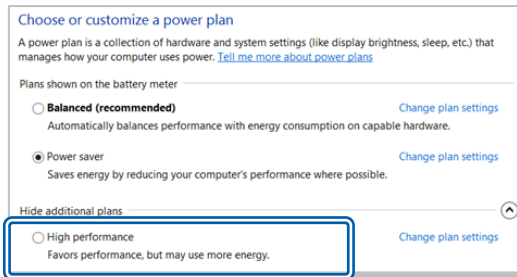 Choose or customize a power plan
A power plan is a collection of hardware and system settings (like display brightness, sleep, etc.) that
manages how your computer uses power. Tell me more about power plans
Plans shown on the battery meter
Balanced (recommended) Change plan settings
Automatically balances performance with energy consumption on capable hardware.
Power saver Change plan settings
Saves energy by reducing your computer's performance where possible.
Hide additional plans
High performance Change plan settings
Favors performance, but may use more energy.